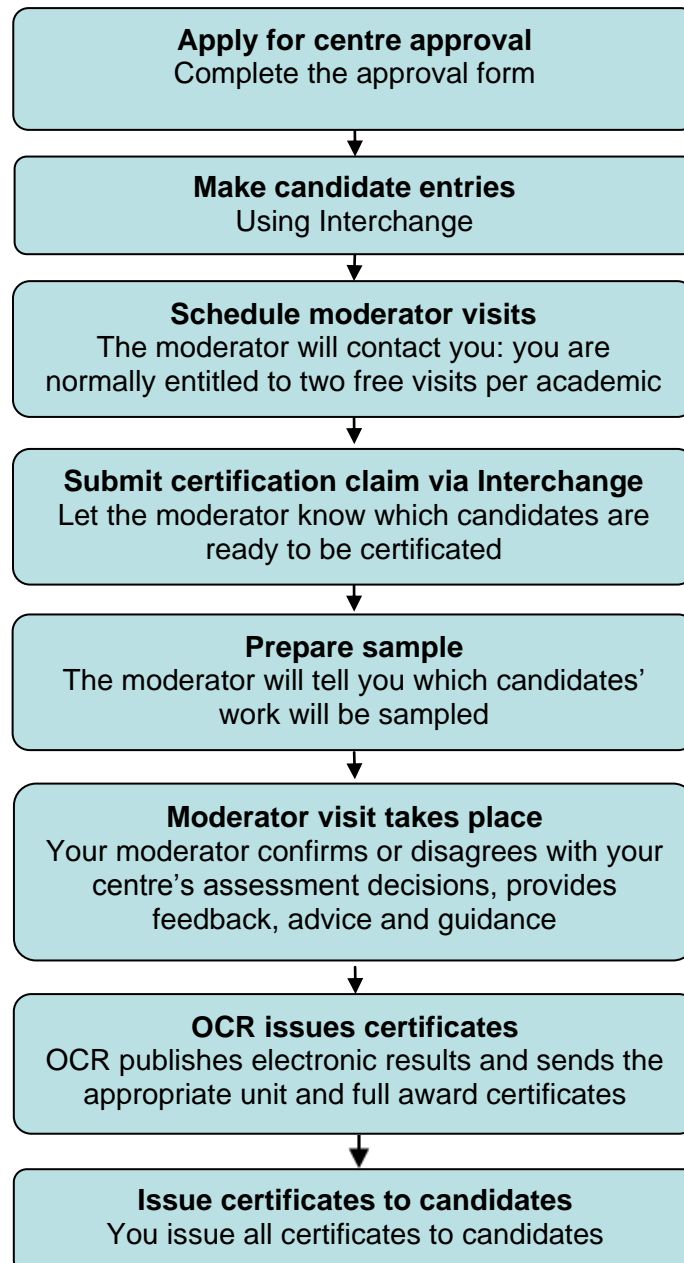 Apply for centre approval
Complete the approval form
Make candidate entries
Using Interchange
Schedule moderator visits
The moderator will contact you: you are
normally entitled to two free visits per academic
Submit certification claim via Interchange
Let the moderator know which candidates are
ready to be certificated
Prepare sample
The moderator will tell you which candidates’
work will be sampled
Moderator visit takes place
Your moderator confirms or disagrees with your
centre’s assessment decisions, provides
feedback, advice and guidance
OCR issues certificates
OCR publishes electronic results and sends the
appropriate unit and full award certificates
Issue certificates to candidates
You issue all certificates to candidates